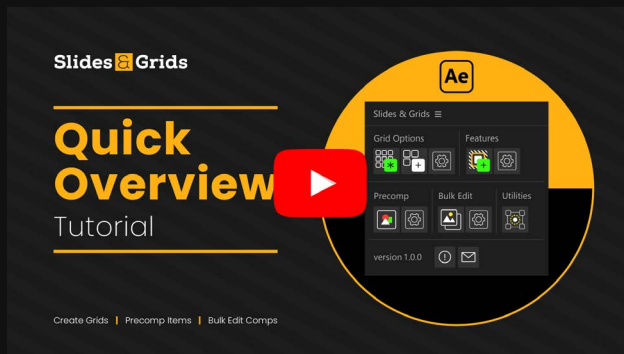 Slides & Grids
Quick
Overview
Tutorial
Create Grids | Precomp Items | Bulk Edit Comps
Ae
Slides & Grids
Grid Options Features
Precomp Bulk Edit Utilities
version 1.0.0